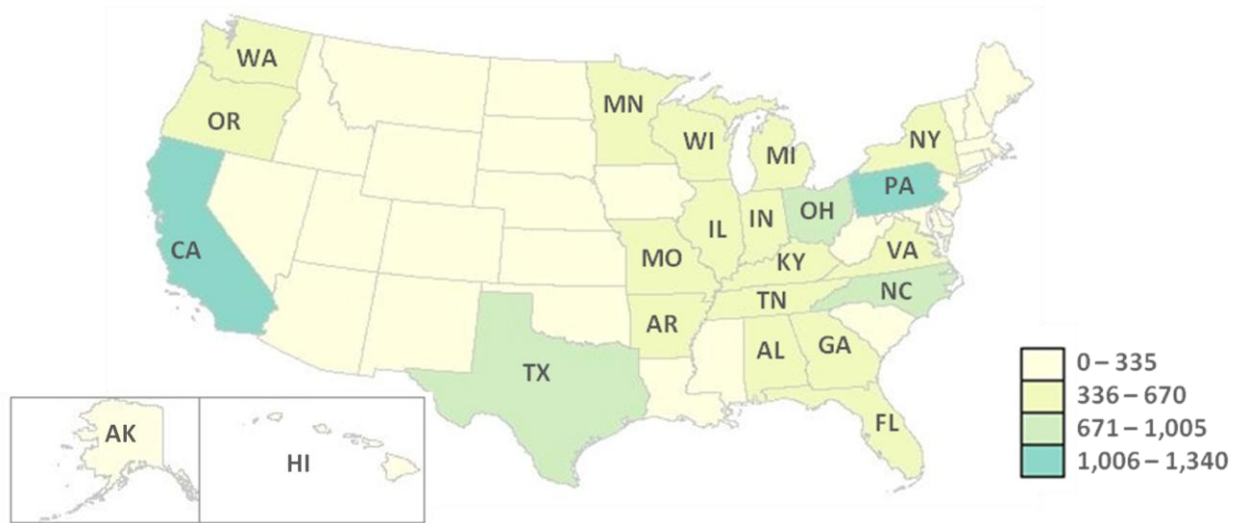 WA
OR
CA
MN
WI
MI
NY
PA
OH
IN
IL
MO
KY
VA
NC
TN
AR
AL
GA
TX
FL
AK
HI
0 – 335
336 – 670
671 – 1,005
1,006 – 1,340